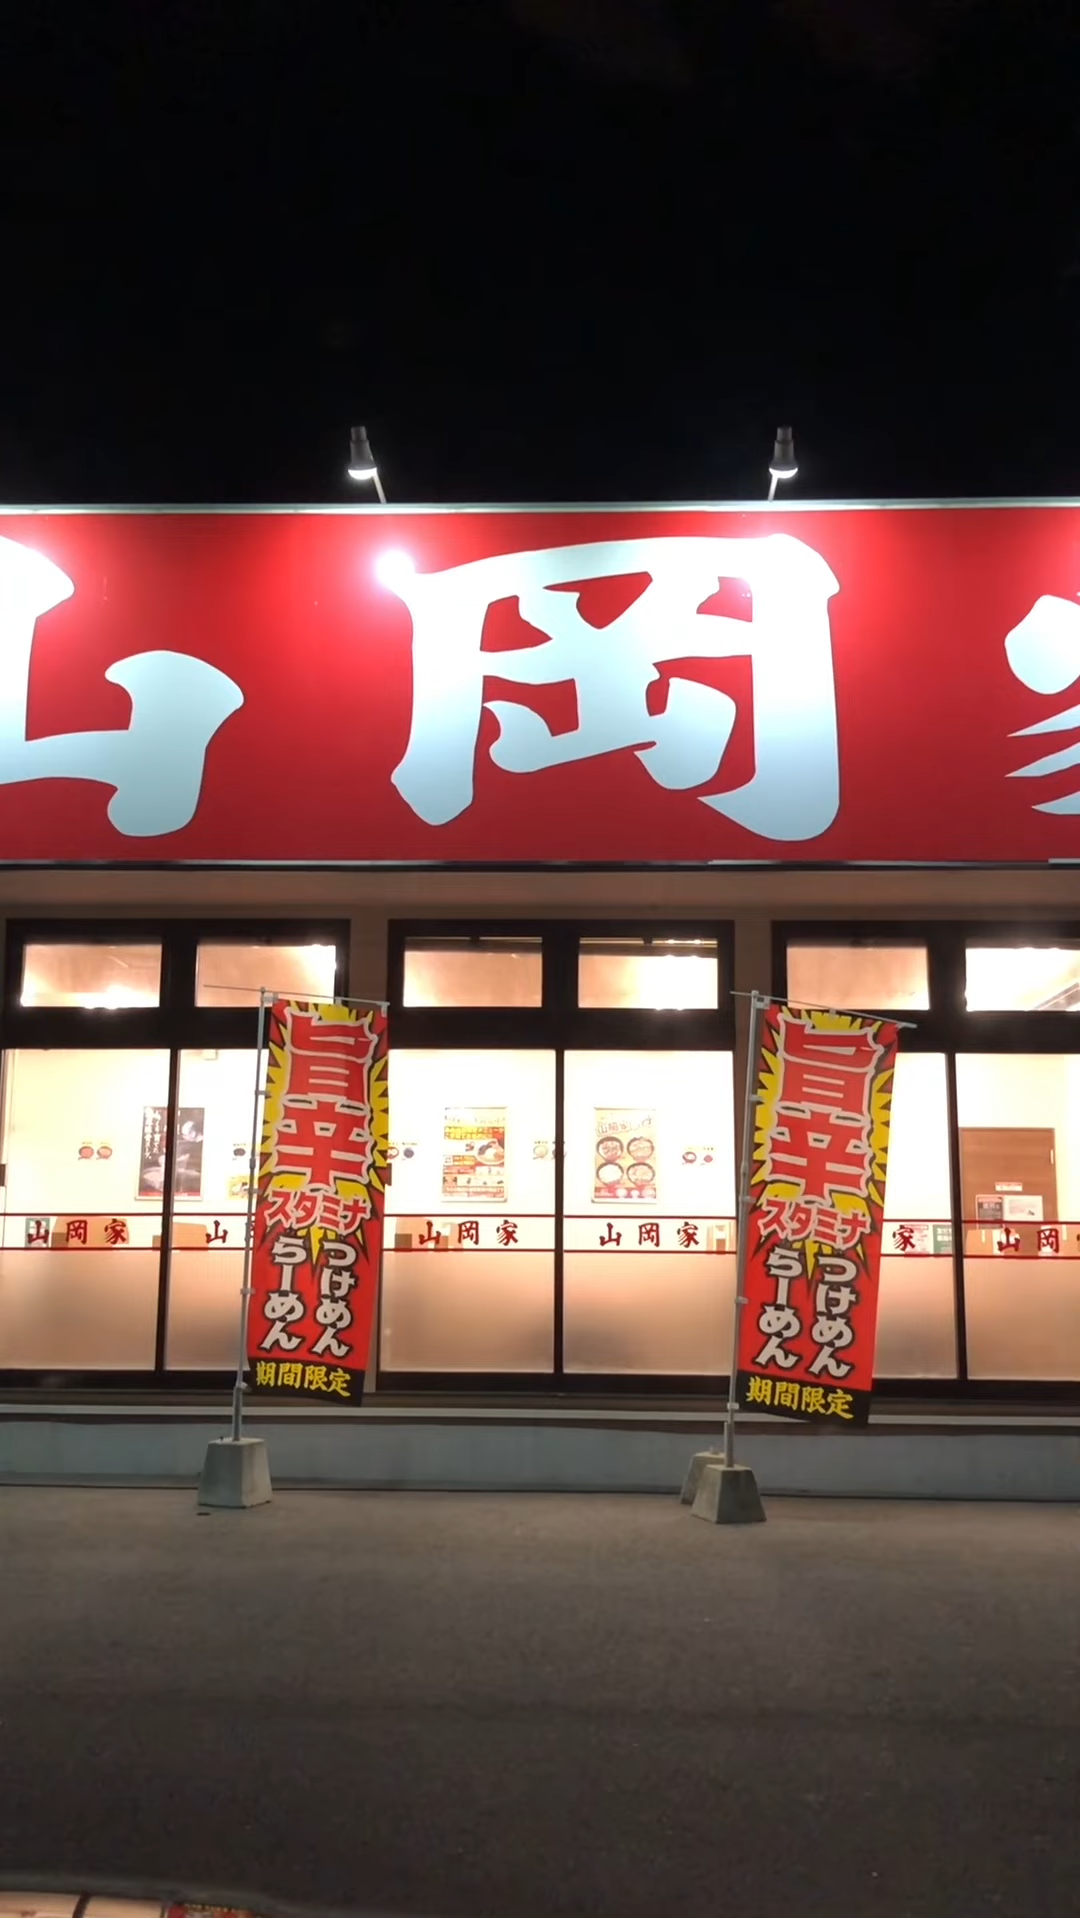 山岡家
旨辛
スタミナ
つけめん
らーめん
期間限定
旨辛
スタミナ
つけめん
らーめん
期間限定
山岡家
山
山岡家
山岡家
家
山岡